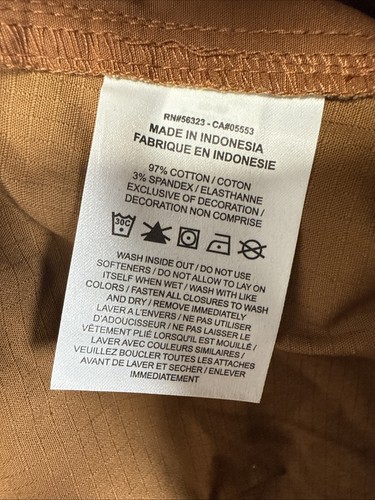 RN#56323 - CA#05553
MADE IN INDONESIA
FABRIQUE EN INDONESIE
97% COTTON / COTON
3% SPANDEX / ELASTHANNE
EXCLUSIVE OF DECORATION /
DECORATION NON COMPRISE
30C
WASH INSIDE OUT / DO NOT USE
SOFTENERS / DO NOT ALLOW TO LAY ON
ITSELF WHEN WET / WASH WITH LIKE
COLORS / FASTEN ALL CLOSURES TO WASH
AND DRY / REMOVE IMMEDIATELY
LAVER A L'ENVERS / NE PAS UTILISER
D'ADOUCISSEUR / NE PAS LAISSER LE
VÊTEMENT PLIÉ LORSQU'IL EST MOUILLÉ /
LAVER AVEC COULEURS SIMILAIRES /
VEUILLEZ BOUCLER TOUTES LES ATTACHES
AVANT DE LAVER ET SECHER / ENLEVER
IMMEDIATEMENT